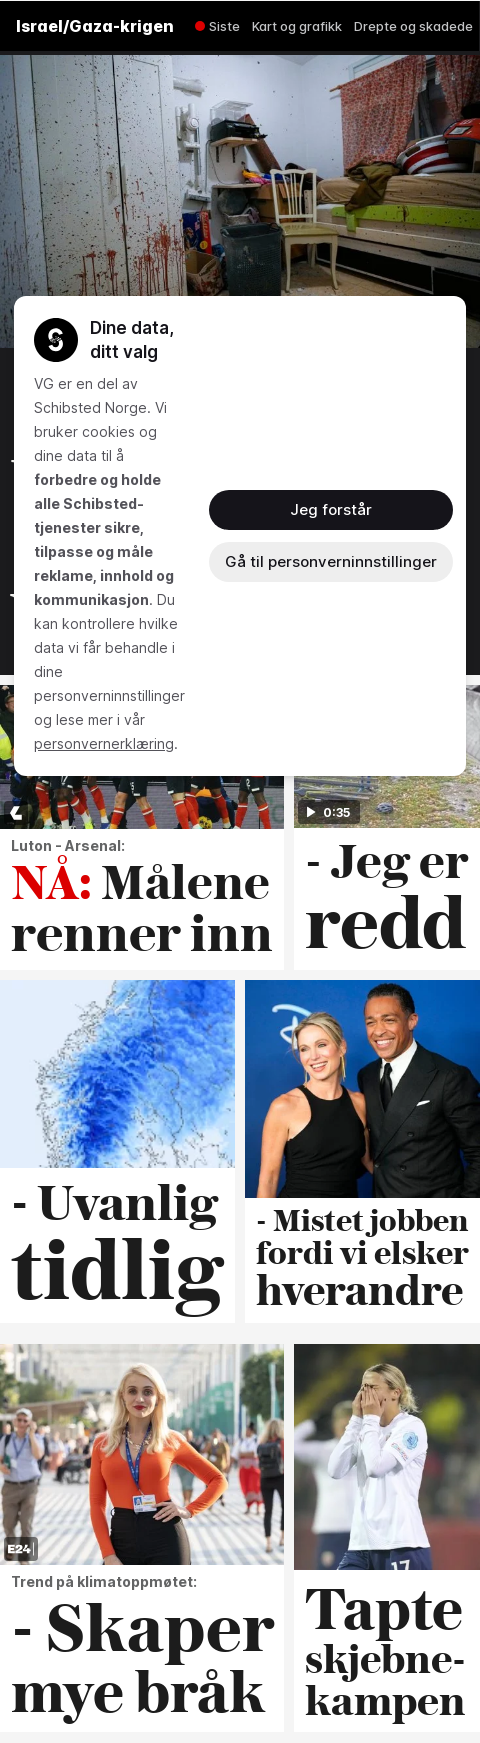 Israel/Gaza-krigen
Siste Kart og grafikk Drepte og skadede
Dine data,
ditt valg
VG er en del av
Schibsted Norge. Vi
bruker cookies og
dine data til å
forbedre og holde
alle Schibsted-
tjenester sikre,
tilpasse og måle
reklame, innhold og
kommunikasjon. Du
kan kontrollere hvilke
data vi får behandle i
dine
personverninnstillinger
og lese mer i vår
personvernerklæring.
Jeg forstår
Gå til personverninnstillinger
Luton - Arsenal:
NÅ: Målene
renner inn
0:35
- Jeg er
redd
- Uvanlig
tidlig
- Mistet jobben
fordi vi elsker
hverandre
E24
Trend på klimatoppmøtet:
- Skaper
mye bråk
17
Tapte
skjebne-
kampen